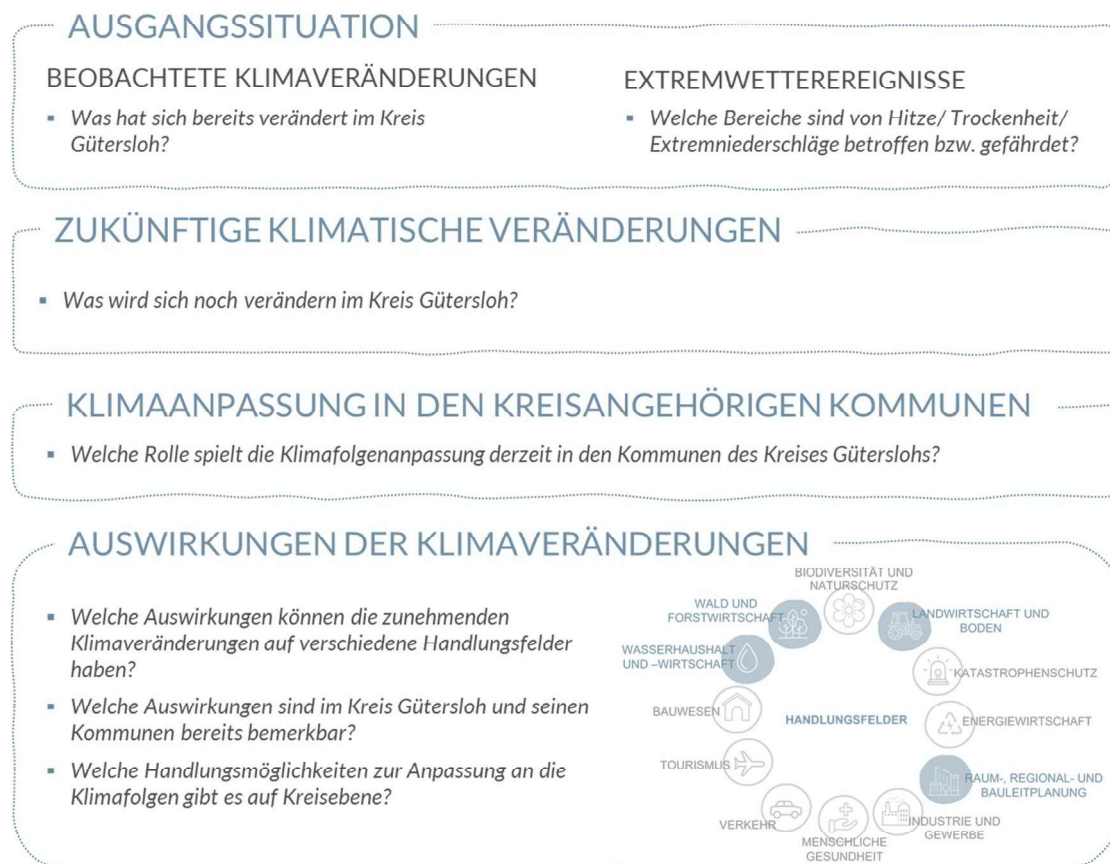 AUSGANGSSITUATION
BEOBACHTETE KLIMAVERÄNDERUNGEN
▪ Was hat sich bereits verändert im Kreis
Gütersloh?
EXTREMWETTEREREIGNISSE
▪ Welche Bereiche sind von Hitze/ Trockenheit/
Extremniederschläge betroffen bzw. gefährdet?
ZUKÜNFTIGE KLIMATISCHE VERÄNDERUNGEN
▪ Was wird sich noch verändern im Kreis Gütersloh?
KLIMAANPASSUNG IN DEN KREISANGEHÖRIGEN KOMMUNEN
▪ Welche Rolle spielt die Klimafolgenanpassung derzeit in den Kommunen des Kreises Güterslohs?
AUSWIRKUNGEN DER KLIMAVERÄNDERUNGEN
▪ Welche Auswirkungen können die zunehmenden
Klimaveränderungen auf verschiedene Handlungsfelder
haben?
▪ Welche Auswirkungen sind im Kreis Gütersloh und seinen
Kommunen bereits bemerkbar?
▪ Welche Handlungsmöglichkeiten zur Anpassung an die
Klimafolgen gibt es auf Kreisebene?
BIODIVERSITÄT UND
NATURSCHUTZ
WALD UND
FORSTWIRTSCHAFT
LANDWIRTSCHAFT UND
BODEN
WASSERHAUSHALT
UND –WIRTSCHAFT
KATASTROPHENSCHUTZ
BAUWESEN
HANDLUNGSFELDER
ENERGIEWIRTSCHAFT
TOURISMUS
RAUM-, REGIONAL- UND
BAULEITPLANUNG
VERKEHR
INDUSTRIE UND
GEWERBE
MENSCHLICHE
GESUNDHEIT